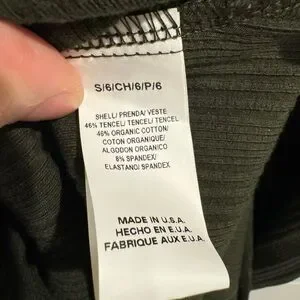 S/6/CH/6/P/6
SHELL/ PRENDA/ VESTE
46% TENCEL/ TENCEL/ TENCEL
46% ORGANIC COTTON/
COTON ORGANIQUE/
ALGODON ORGANICO
8% SPANDEX/
ELASTANO/ SPANDEX
MADE IN U.S.A.
HECHO EN E.U.A.
FABRIQUE AUX E.U.A.